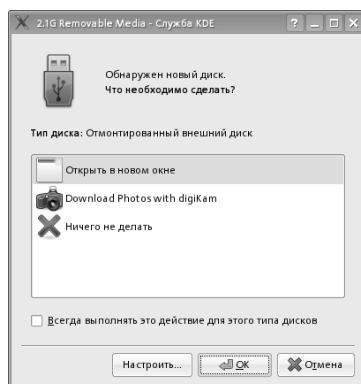 2.1G Removable Media - Служба KDE
Обнаружен новый диск.
Что необходимо сделать?
Тип диска: Отмонтированный внешний диск
Открыть в новом окне
Download Photos with digiKam
Ничего не делать
Всегда выполнять это действие для этого типа дисков
Настроить... OK Отмена